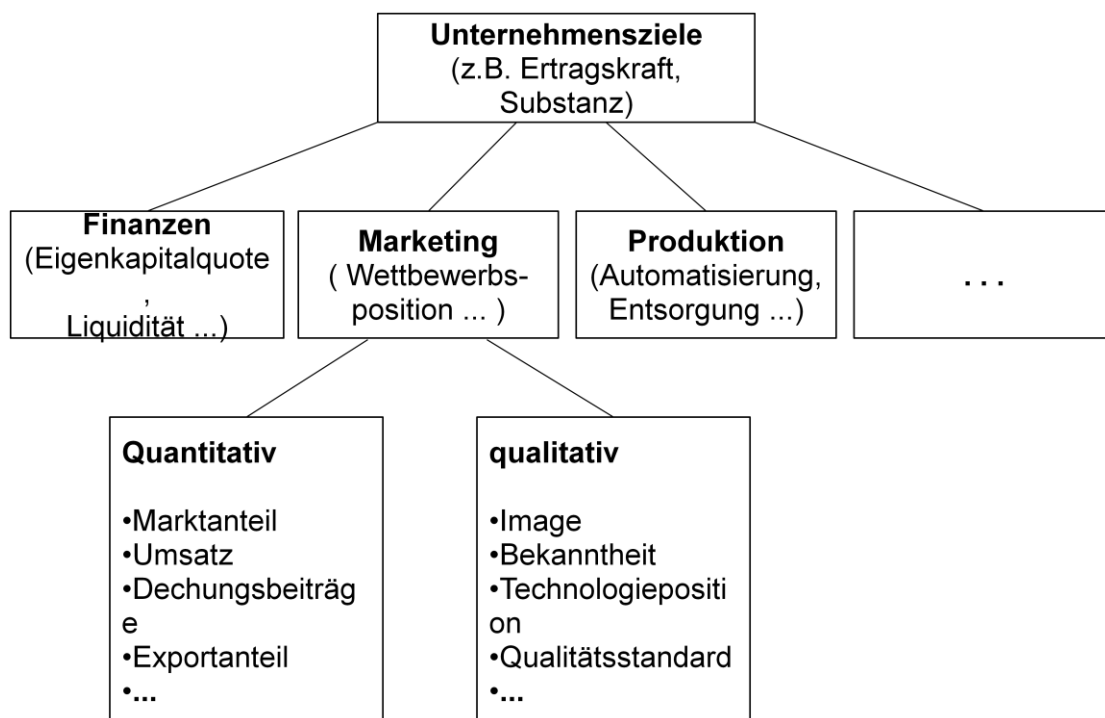 Unternehmensziele
(z.B. Ertragskraft,
Substanz)
Finanzen
(Eigenkapitalquote
,
Liquidität ...)
Marketing
( Wettbewerbs-
position ... )
Produktion
(Automatisierung,
Entsorgung ...)
...
Quantitativ
•Marktanteil
•Umsatz
•Dechungsbeiträg
e
•Exportanteil
•...
qualitativ
•Image
•Bekanntheit
•Technologiepositi
on
•Qualitätsstandard
•...